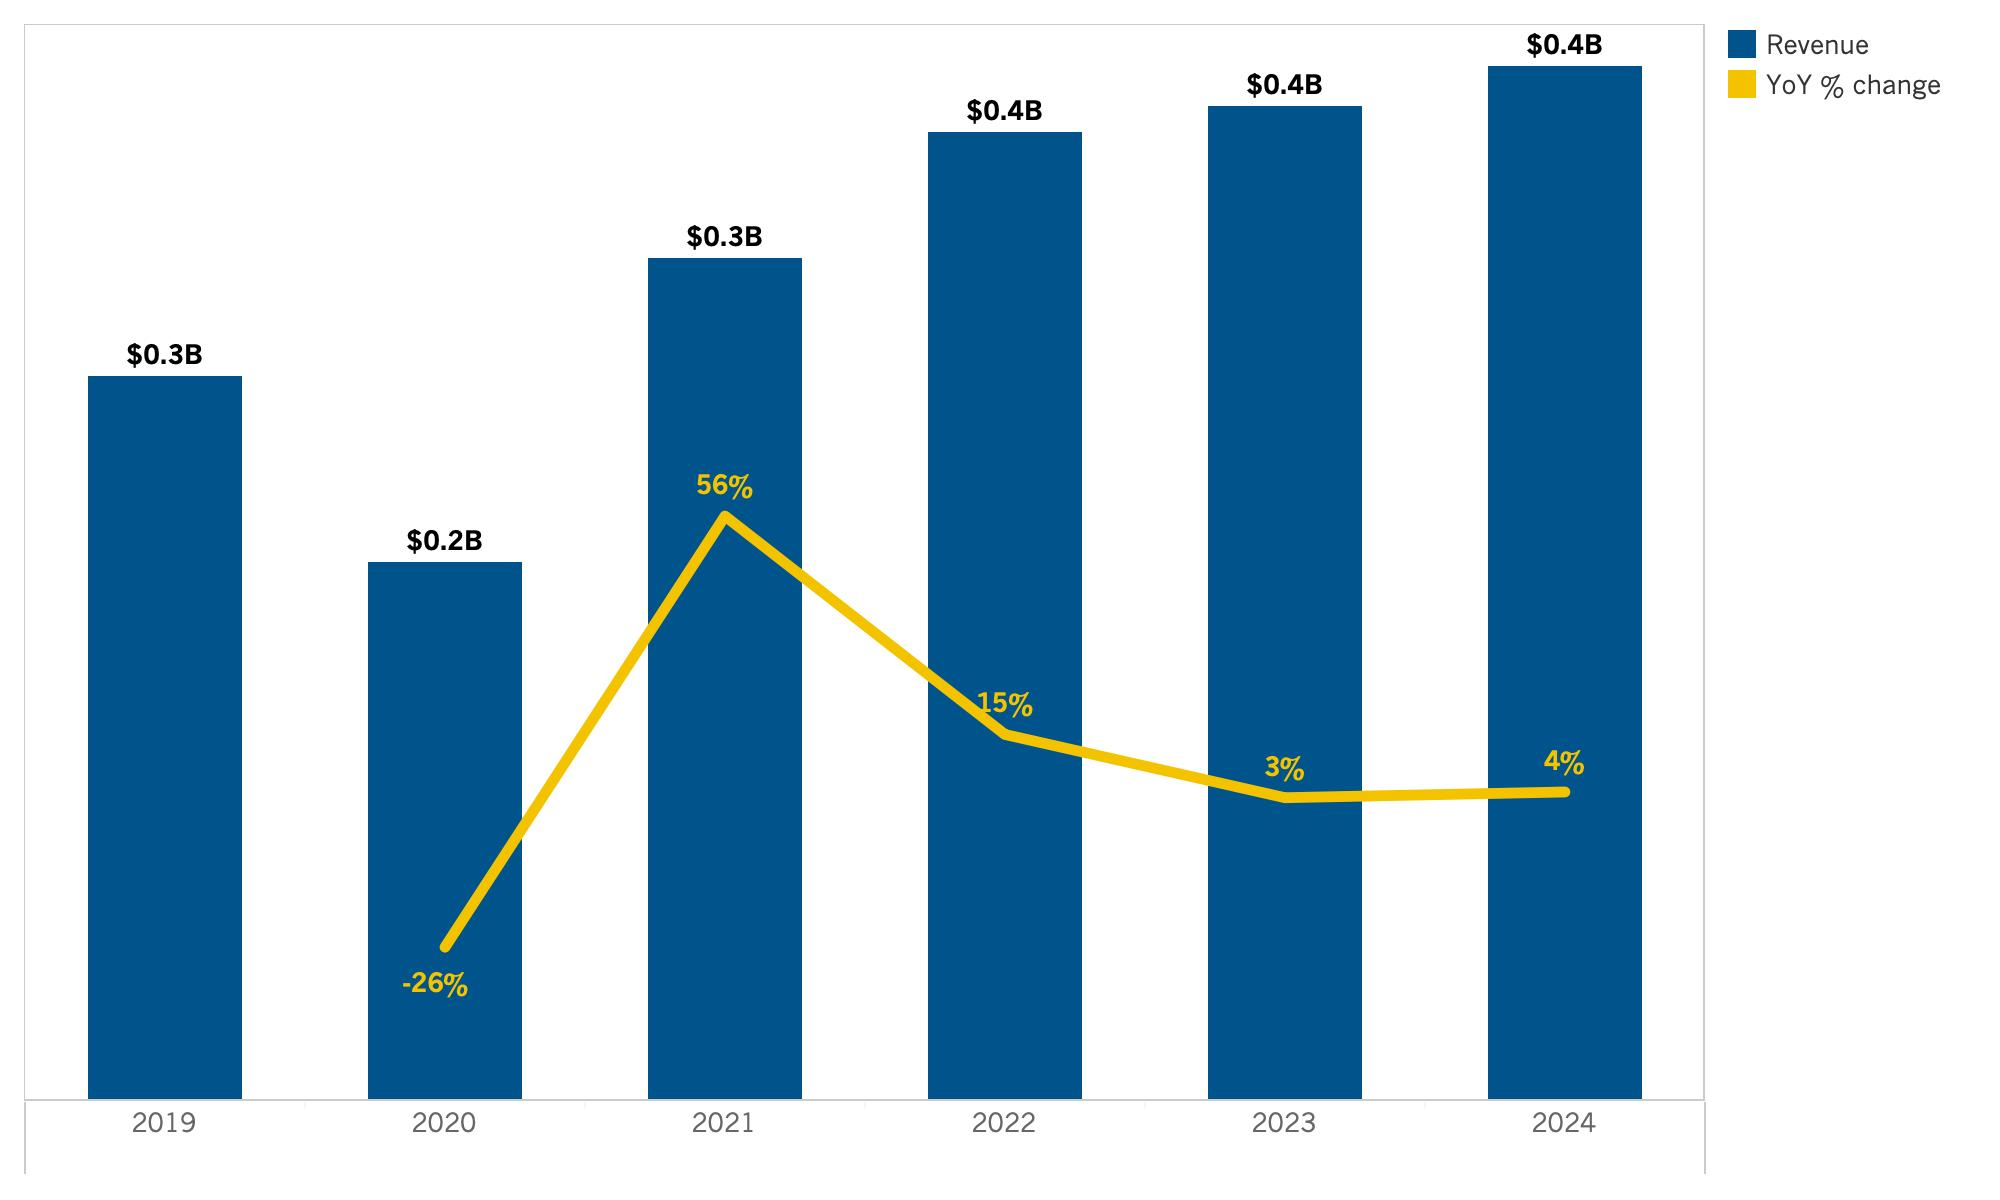 $0.4B
Revenue
$0.4B
YoY % change
$0.4B
$0.3B
$0.3B
56%
$0.2B
15%
3%
4%
-26%
2019
2020
2021
2022
2023
2024